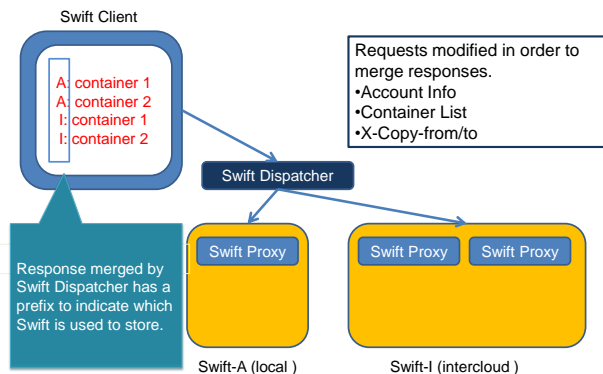 Swift Client
A: container 1
A: container 2
I: container 1
I: container 2
Requests modified in order to
merge responses.
•Account Info
•Container List
•X-Copy-from/to
Swift Dispatcher
Response merged by
Swift Dispatcher has a
prefix to indicate which
Swift is used to store.
Swift Proxy
Swift Proxy
Swift Proxy
Swift-A (local )
Swift-I (intercloud )